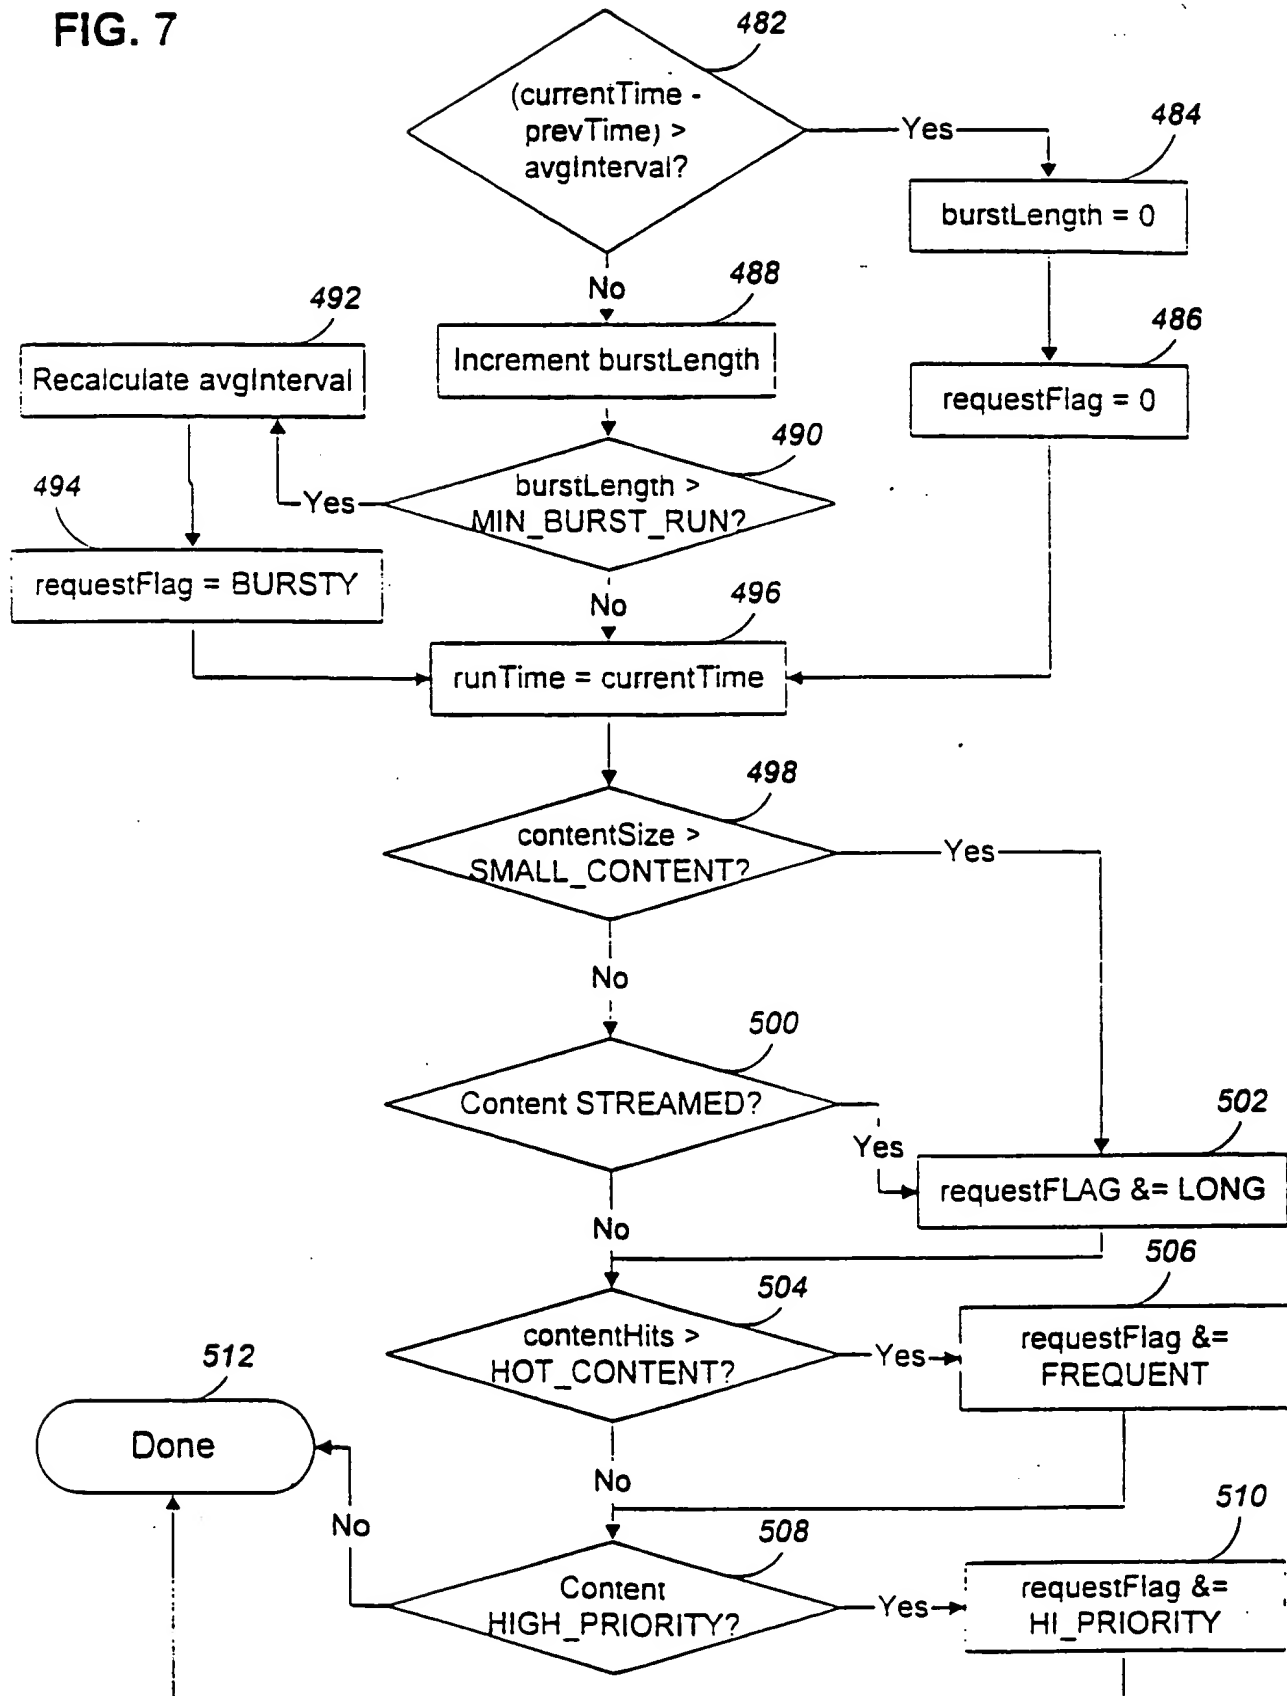 FIG. 7
482
(currentTime -
prevTime) >
avgInterval?
Yes
484
burstLength = 0
No
488
486
492
Increment burstLength
Recalculate avgInterval
requestFlag = 0
490
burstLength >
MIN_BURST_RUN?
Yes
494
requestFlag = BURSTY
No
496
runTime = currentTime
498
contentSize >
SMALL_CONTENT?
Yes
No
500
Content STREAMED?
Yes
502
requestFLAG &= LONG
No
504
506
contentHits >
HOT_CONTENT?
Yes
requestFlag &=
FREQUENT
512
Done
No
No
508
510
Content
HIGH_PRIORITY?
Yes
requestFlag &=
HI_PRIORITY